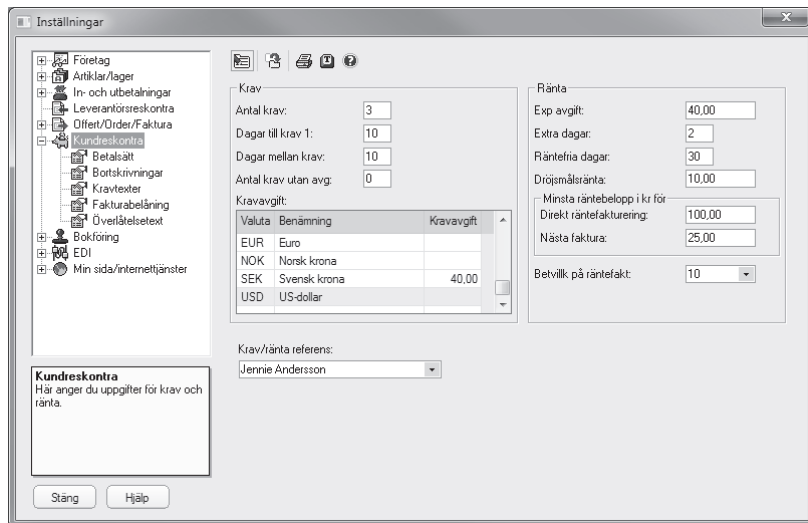 Inställningar
Företag
Artiklar/lager
In- och utbetalningar
Leverantörsreskontra
Offert/Order/Faktura
Kundreskontra
Betalsätt
Bortskrivningar
Kravtexter
Fakturabelåning
Överlåtelsetext
Bokföring
EDI
Min sida/internettjänster
Kundreskontra
Här anger du uppgifter för krav och
ränta.
Stäng Hjälp
Krav
Antal krav: 3
Dagar till krav 1: 10
Dagar mellan krav: 10
Antal krav utan avg: 0
Kravavgift:
Valuta Benämning Kravavgift
EUR Euro
NOK Norsk krona
SEK Svensk krona 40,00
USD US-dollar
Krav/ränta referens:
Jennie Andersson
Ränta
Exp avgift: 40,00
Extra dagar: 2
Räntefria dagar: 30
Dröjsmålsränta: 10,00
Minsta räntebelopp i kr för
Direkt räntefakturering: 100,00
Nästa faktura: 25,00
Betvillk på räntefakt: 10